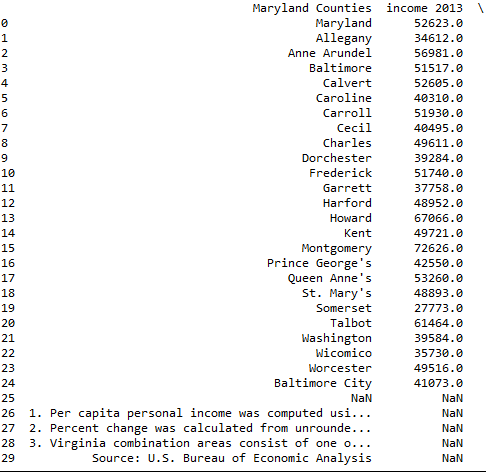 Maryland Counties income 2013 \
0 Maryland 52623.0
1 Allegany 34612.0
2 Anne Arundel 56981.0
3 Baltimore 51517.0
4 Calvert 52605.0
5 Caroline 40310.0
6 Carroll 51930.0
7 Cecil 40495.0
8 Charles 49611.0
9 Dorchester 39284.0
10 Frederick 51740.0
11 Garrett 37758.0
12 Harford 48952.0
13 Howard 67066.0
14 Kent 49721.0
15 Montgomery 72626.0
16 Prince George's 42550.0
17 Queen Anne's 53260.0
18 St. Mary's 48893.0
19 Somerset 27773.0
20 Talbot 61464.0
21 Washington 39584.0
22 Wicomico 35730.0
23 Worcester 49516.0
24 Baltimore City 41073.0
25 NaN NaN
26 1. Per capita personal income was computed usi... NaN
27 2. Percent change was calculated from unrounde... NaN
28 3. Virginia combination areas consist of one o... NaN
29 Source: U.S. Bureau of Economic Analysis NaN